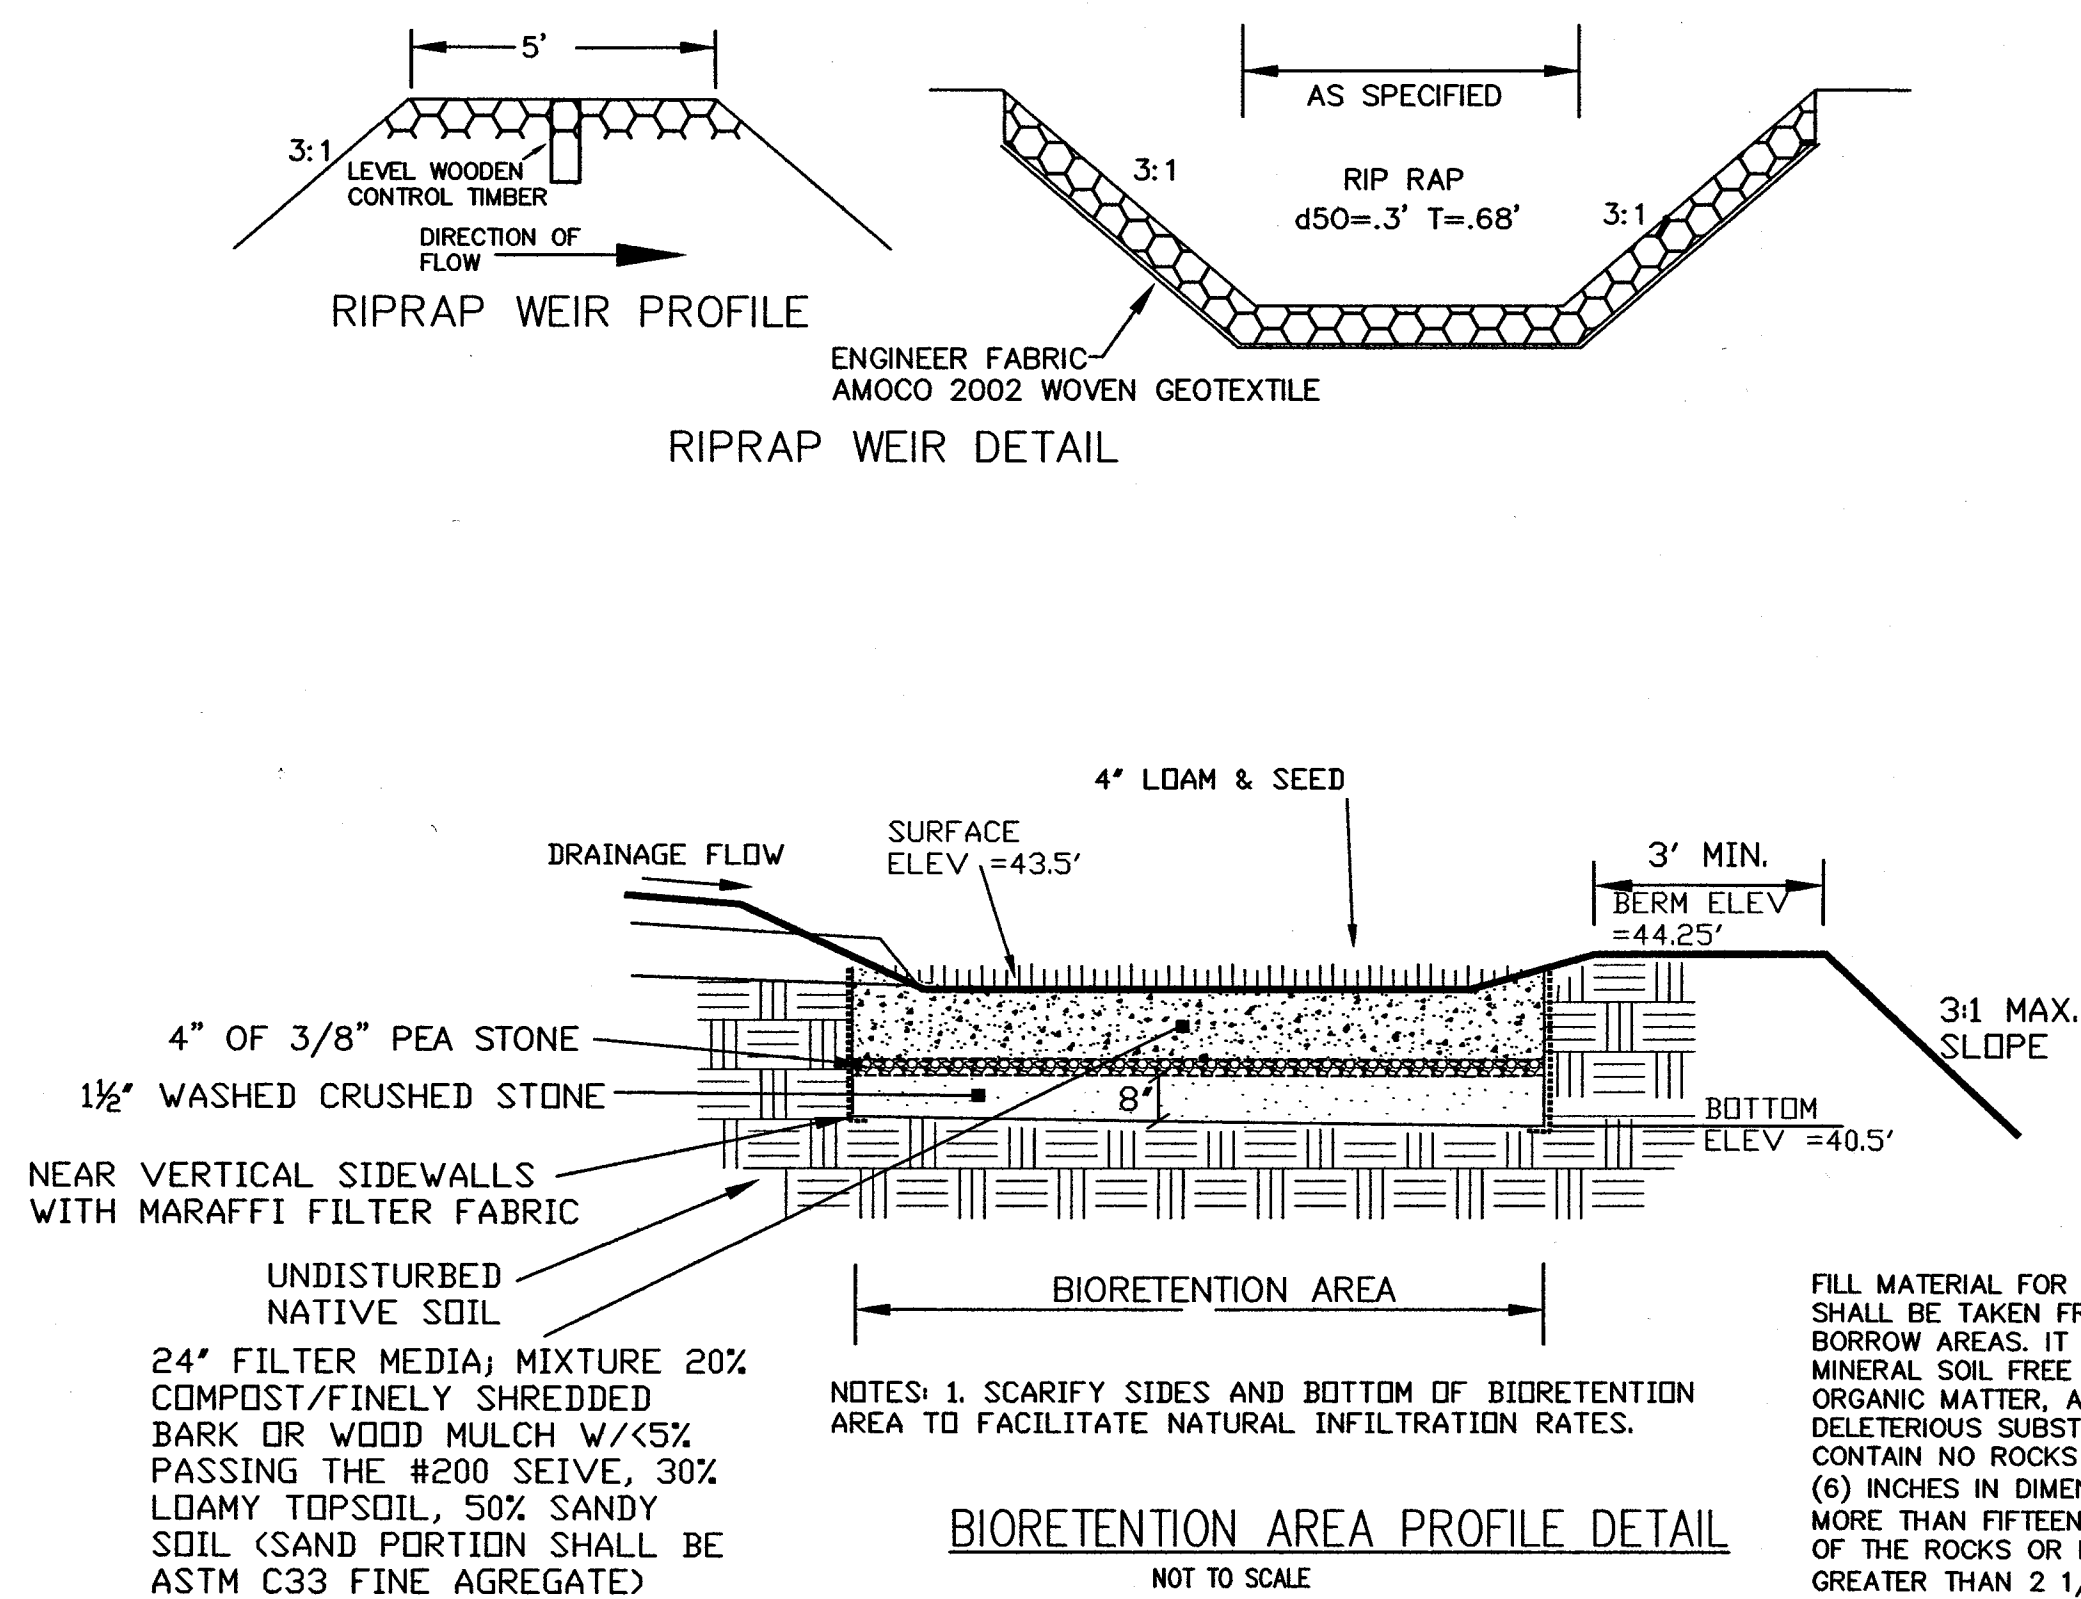 5'
3:1
LEVEL WOODEN
CONTROL TIMBER
DIRECTION OF
FLOW
RIPRAP WEIR PROFILE
AS SPECIFIED
3:1
RIP RAP
d50=.3' T=.68'
3:1
ENGINEER FABRIC
AMOCO 2002 WOVEN GEOTEXTILE
RIPRAP WEIR DETAIL
4" LOAM & SEED
SURFACE
ELEV =43.5'
DRAINAGE FLOW
3' MIN.
BERM ELEV
=44.25'
3:1 MAX.
SLOPE
4" OF 3/8" PEA STONE
1½" WASHED CRUSHED STONE
8"
BOTTOM
ELEV =40.5'
NEAR VERTICAL SIDEWALLS
WITH MARAFFI FILTER FABRIC
UNDISTURBED
NATIVE SOIL
BIORETENTION AREA
24" FILTER MEDIA; MIXTURE 20%
COMPOST/FINELY SHREDDED
BARK OR WOOD MULCH W/<5%
PASSING THE #200 SEIVE, 30%
LOAMY TOPSOIL, 50% SANDY
SOIL (SAND PORTION SHALL BE
ASTM C33 FINE AGREGATE)
NOTES: 1. SCARIFY SIDES AND BOTTOM OF BIORETENTION
AREA TO FACILITATE NATURAL INFILTRATION RATES.
BIORETENTION AREA PROFILE DETAIL
NOT TO SCALE
FILL MATERIAL FOR
SHALL BE TAKEN
BORROW AREAS. IT
MINERAL SOIL FREE
ORGANIC MATTER,
DELETERIOUS
CONTAIN NO ROCKS
(6) INCHES IN
MORE THAN FIFTEEN
OF THE ROCKS OR
GREATER THAN 2